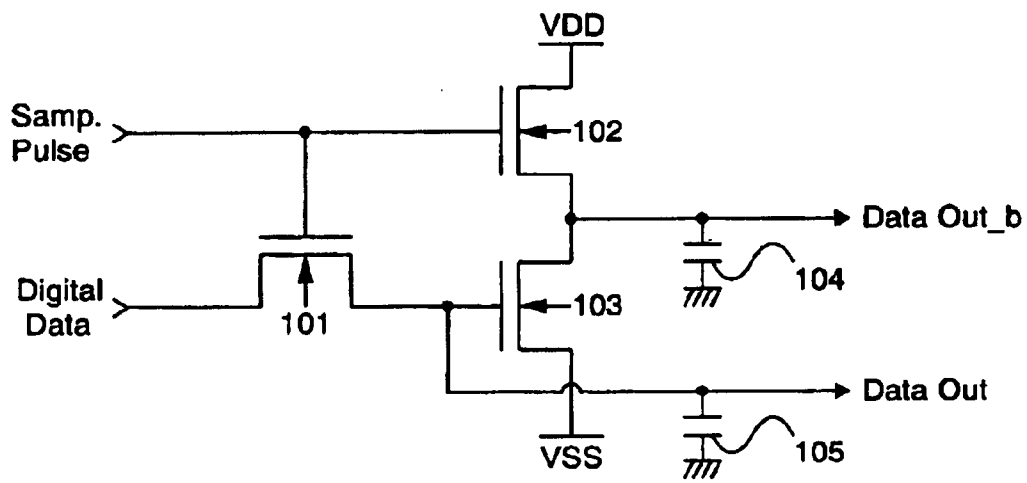 VDD
Samp.
Pulse
102
Data Out_b
104
Digital
Data
101
103
Data Out
105
VSS